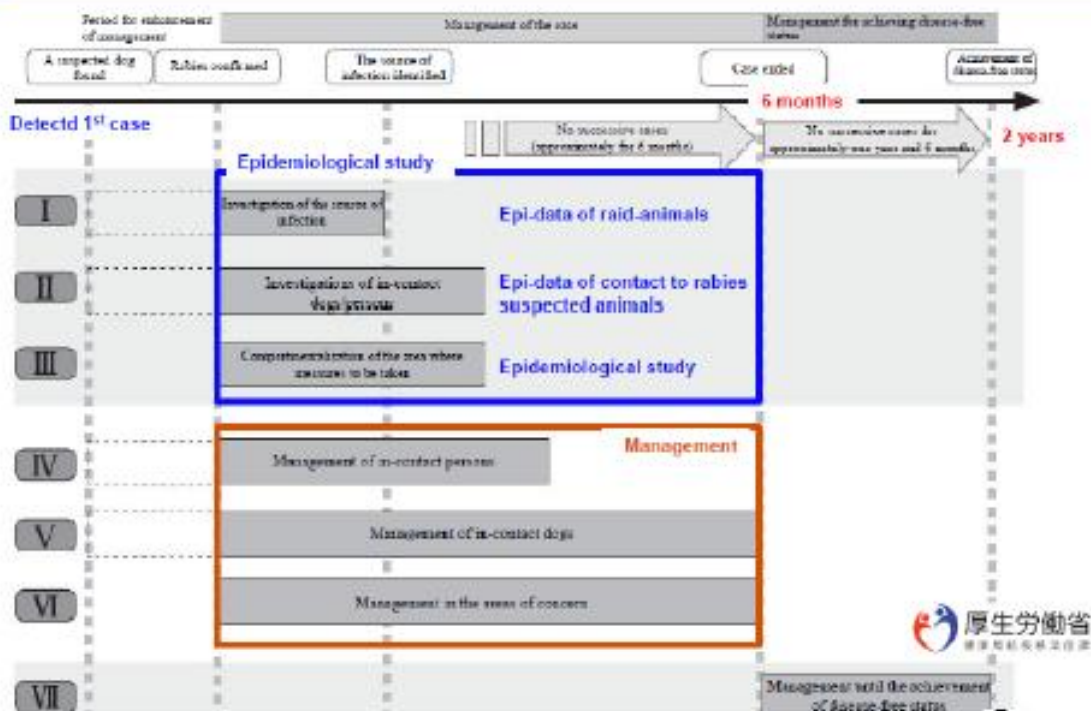 Period for enhancement
of management
Management of the case
Management for achieving disease-free
status
A suspected dog
found
Rabies confirmed
The source of
infection identified
Case ended
Achievement of
disease-free status
6 months
Detectd 1st case
No successive cases
(approximately for 6 months)
No successive cases for
approximately one year and 6 months
2 years
Epidemiological study
I
Investigation of the source of
infection
Epi-data of raid-animals
II
Investigations of in-contact
dogs/persons
Epi-data of contact to rabies
suspected animals
III
Compartmentalization of the area where
measures to be taken
Epidemiological study
Management
IV
Management of in-contact persons
V
Management of in-contact dogs
VI
Management in the areas of concern
厚生労働省
VII
Management until the achievement
of disease-free status